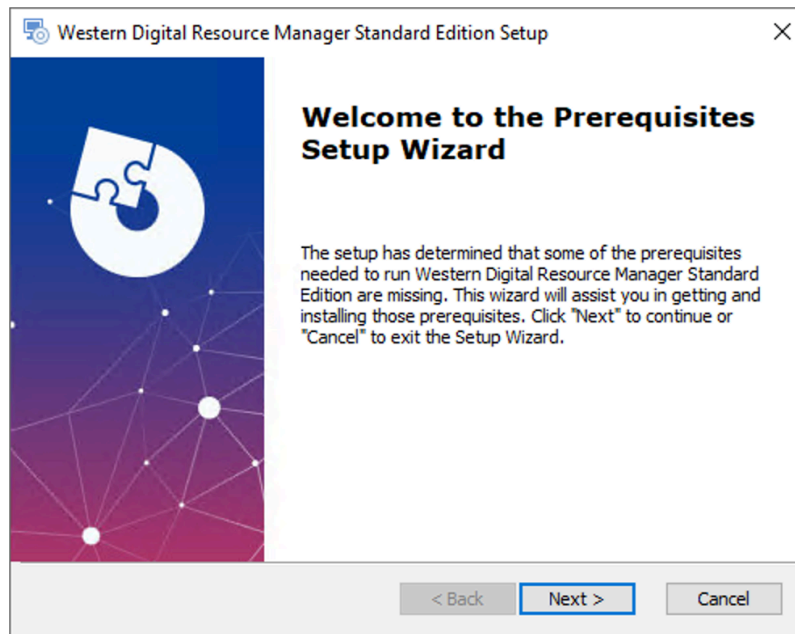 Western Digital Resource Manager Standard Edition Setup
Welcome to the Prerequisites
Setup Wizard
The setup has determined that some of the prerequisites
needed to run Western Digital Resource Manager Standard
Edition are missing. This wizard will assist you in getting and
installing those prerequisites. Click "Next" to continue or
"Cancel" to exit the Setup Wizard.
< Back Next > Cancel